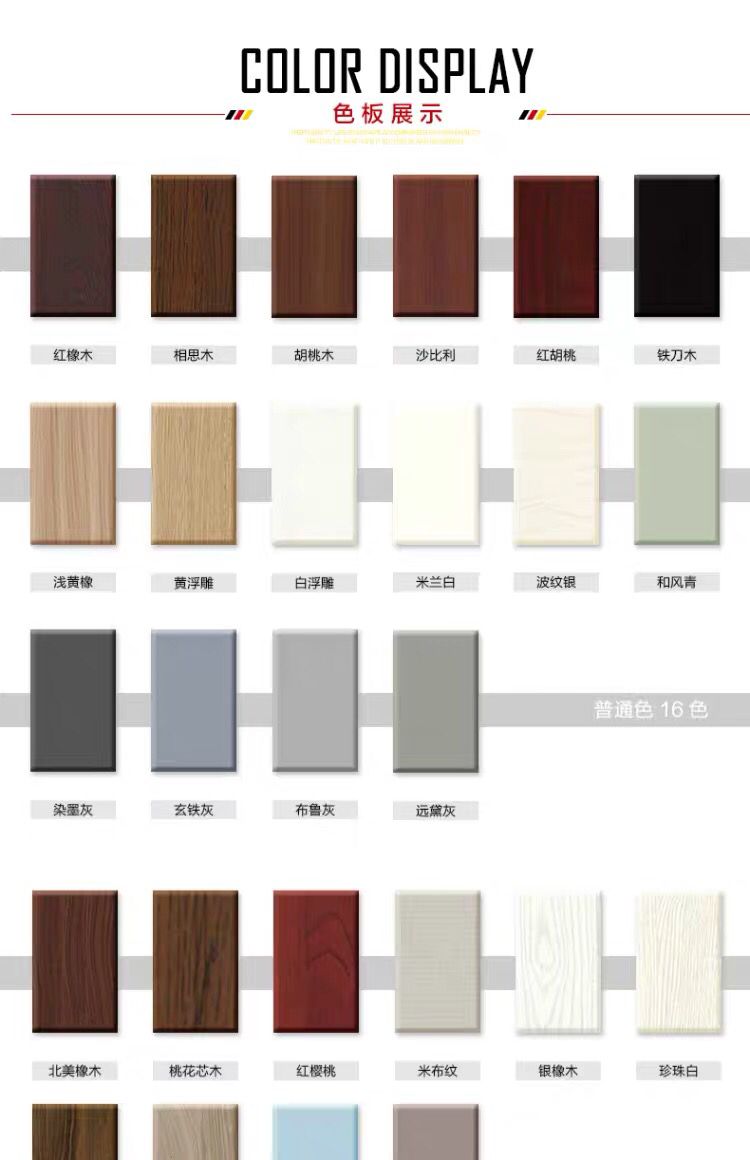 COLOR DISPLAY
色板展示
红橡木 相思木 胡桃木 沙比利 红胡桃 铁刀木
浅黄橡 黄浮雕 白浮雕 米兰白 波纹银 和风青
普通色 16 色
染墨灰 玄铁灰 布鲁灰 远黛灰
北美橡木 桃花芯木 红樱桃 米布纹 银橡木 珍珠白